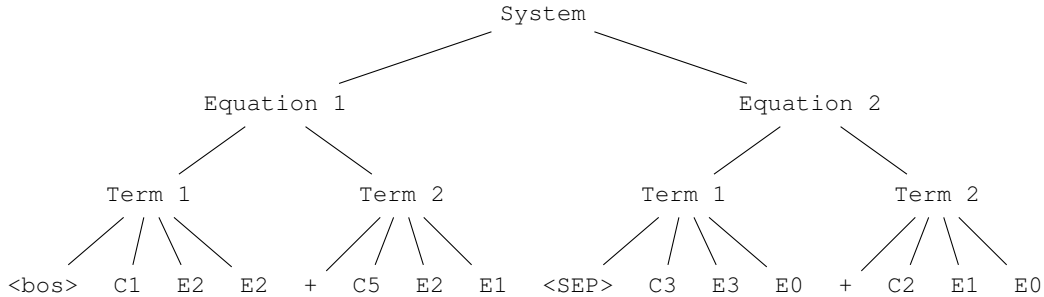 System
Equation 1 Equation 2
Term 1 Term 2 Term 1 Term 2
<bos> C1 E2 E2 + C5 E2 E1 <SEP> C3 E3 E0 + C2 E1 E0